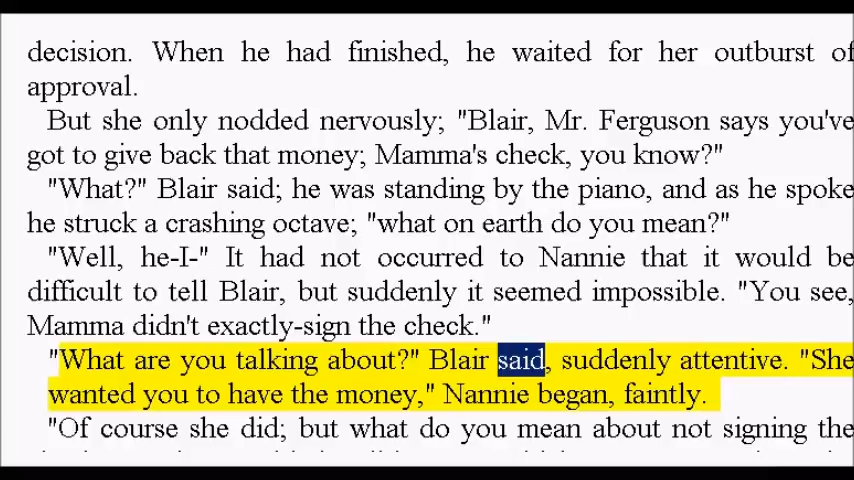 decision. When he had finished, he waited for her outburst of
approval.
But she only nodded nervously; "Blair, Mr. Ferguson says you've
got to give back that money; Mamma's check, you know?"
"What?" Blair said; he was standing by the piano, and as he spoke
he struck a crashing octave; "what on earth do you mean?"
"Well, he-I-" It had not occurred to Nannie that it would be
difficult to tell Blair, but suddenly it seemed impossible. "You see,
Mamma didn't exactly-sign the check."
"What are you talking about?" Blair said, suddenly attentive. "She
wanted you to have the money," Nannie began, faintly.
"Of course she did; but what do you mean about not signing the